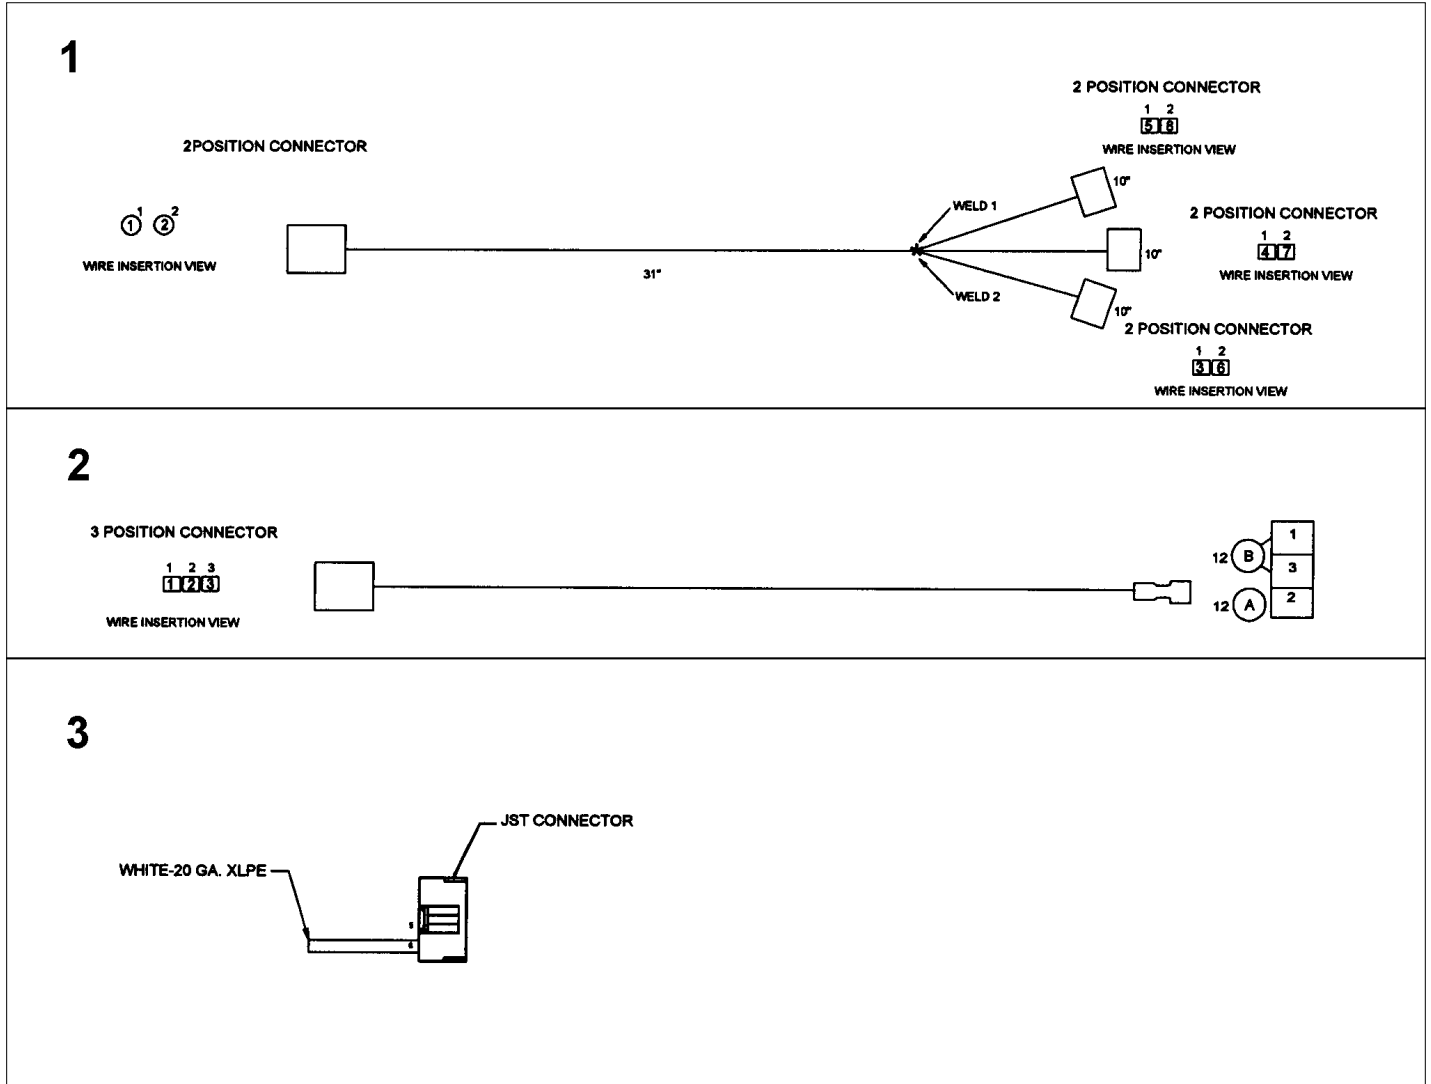 1
2 POSITION CONNECTOR
1 2
5 8
WIRE INSERTION VIEW
2POSITION CONNECTOR
1 2
1 2
WIRE INSERTION VIEW
10"
WELD 1
2 POSITION CONNECTOR
1 2
4 7
WIRE INSERTION VIEW
10"
31"
WELD 2
10"
2 POSITION CONNECTOR
1 2
3 6
WIRE INSERTION VIEW
2
3 POSITION CONNECTOR
1 2 3
1 2 3
WIRE INSERTION VIEW
12 B
1
3
12 A
2
3
JST CONNECTOR
WHITE-20 GA. XLPE